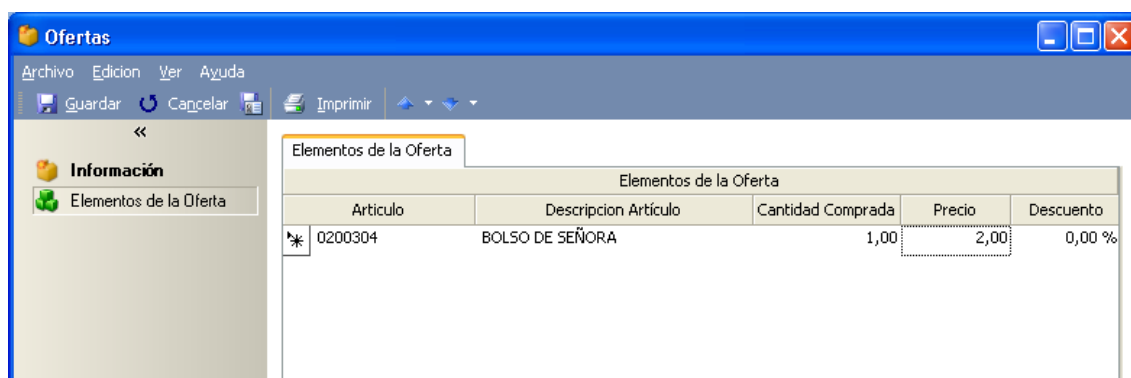 Ofertas
Archivo Edicion Ver Ayuda
Guardar Cancelar Imprimir
«
Información
Elementos de la Oferta
Elementos de la Oferta
Elementos de la Oferta
Articulo Descripcion Artículo Cantidad Comprada Precio Descuento
0200304 BOLSO DE SEÑORA 1,00 2,00 0,00 %